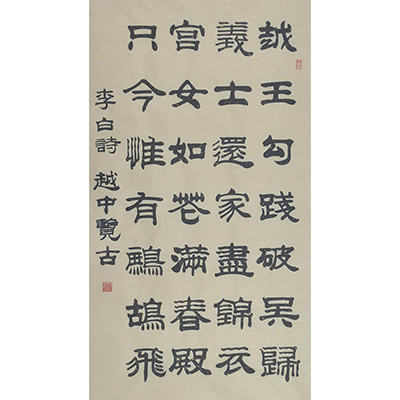 越王勾踐破吳歸
義士還家盡錦衣
宮女如花滿春殿
只今惟有鷓鴣飛
李白詩 越中覽古